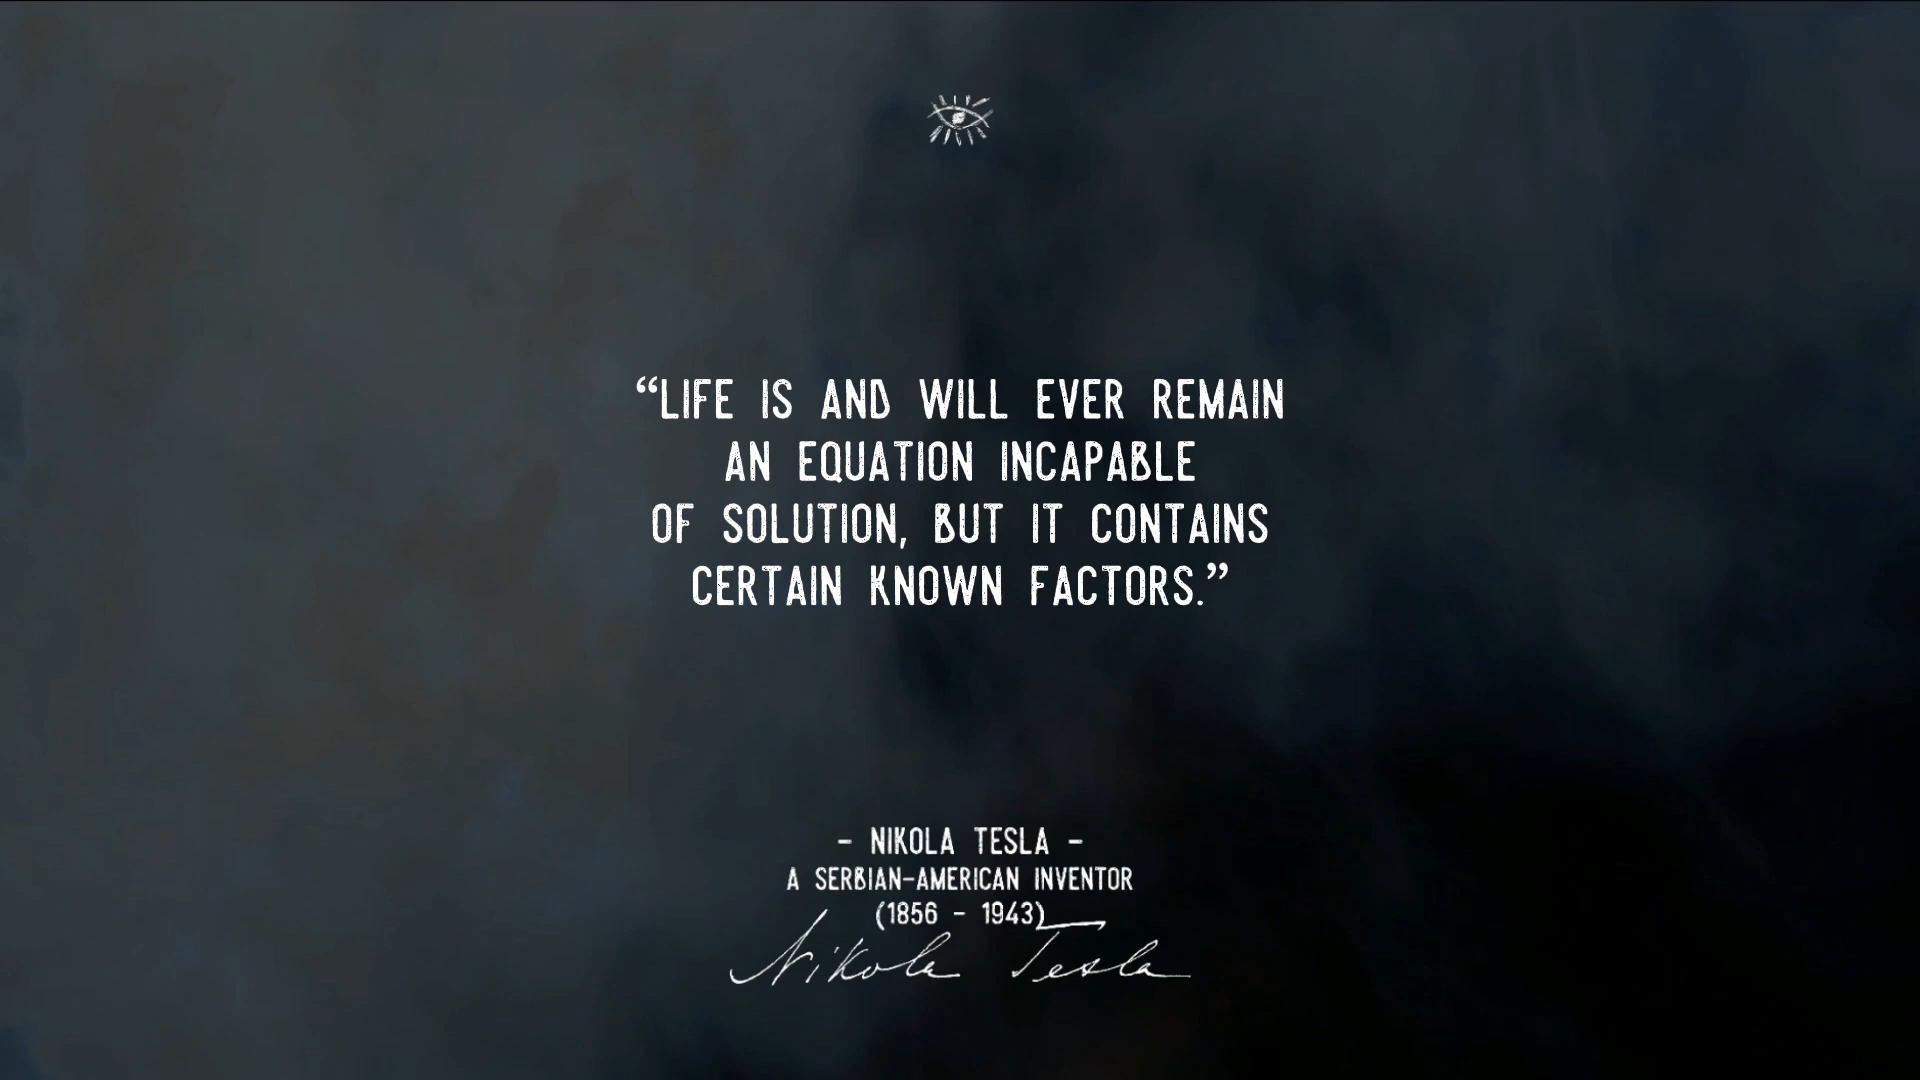 “LIFE IS AND WILL EVER REMAIN
AN EQUATION INCAPABLE
OF SOLUTION, BUT IT CONTAINS
CERTAIN KNOWN FACTORS.”
- NIKOLA TESLA -
A SERBIAN-AMERICAN INVENTOR
(1856 - 1943)
Nikola Tesla